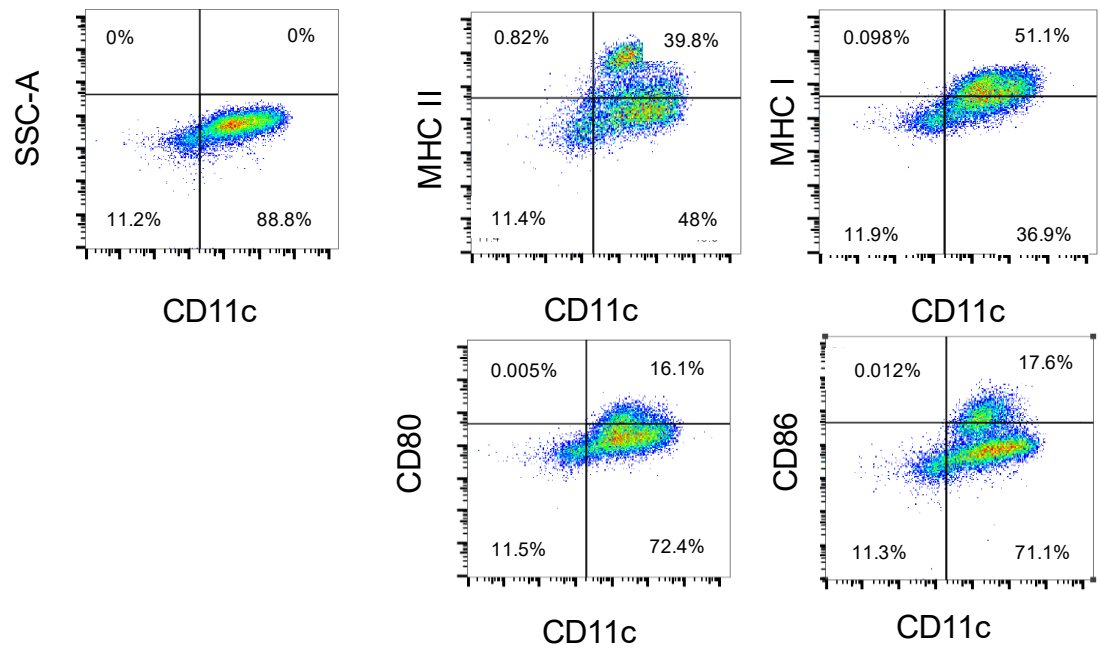 0%
0%
SSC-A
11.2%
88.8%
CD11c
0.82%
39.8%
MHC II
11.4%
48%
CD11c
0.098%
51.1%
MHC I
11.9%
36.9%
CD11c
0.005%
16.1%
CD80
11.5%
72.4%
CD11c
0.012%
17.6%
CD86
11.3%
71.1%
CD11c